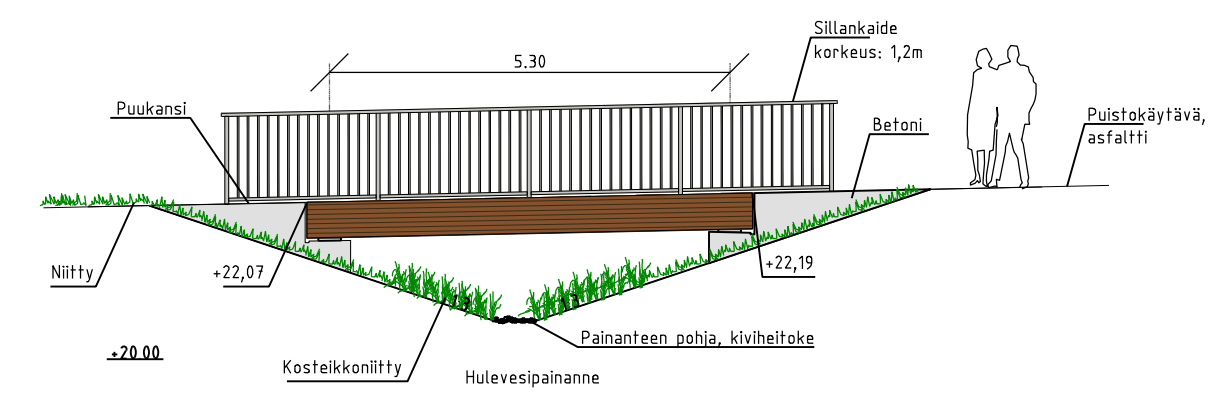 Sillankaide
korkeus: 1,2m
5.30
Puukansi
Betoni
Puistokäytävä,
asfaltti
Niitty
+22,07
+22,19
Painanteen pohja, kiviheitoke
+20 00
Kosteikkoniitty
Hulevesipainanne